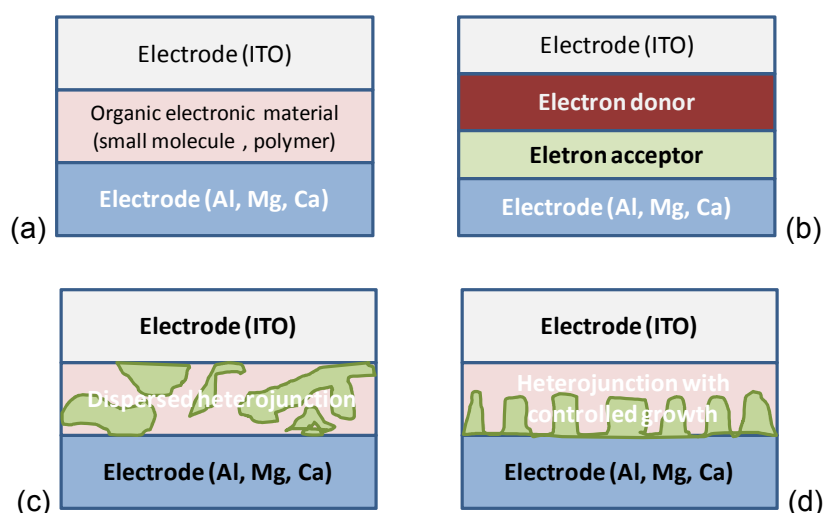 Electrode (ITO)
Organic electronic material
(small molecule , polymer)
Electrode (Al, Mg, Ca)
(a)
Electrode (ITO)
Electron donor
Eletron acceptor
Electrode (Al, Mg, Ca)
(b)
Electrode (ITO)
Dispersed heterojunction
Electrode (Al, Mg, Ca)
(c)
Electrode (ITO)
Heterojunction with
controlled growth
Electrode (Al, Mg, Ca)
(d)